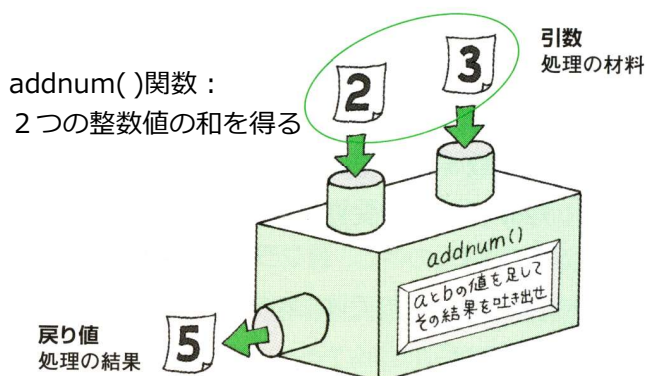 addnum( )関数：
２つの整数値の和を得る
引数
処理の材料
2
3
addnum()
aとbの値を足して
その結果を吐き出せ
戻り値
処理の結果
5